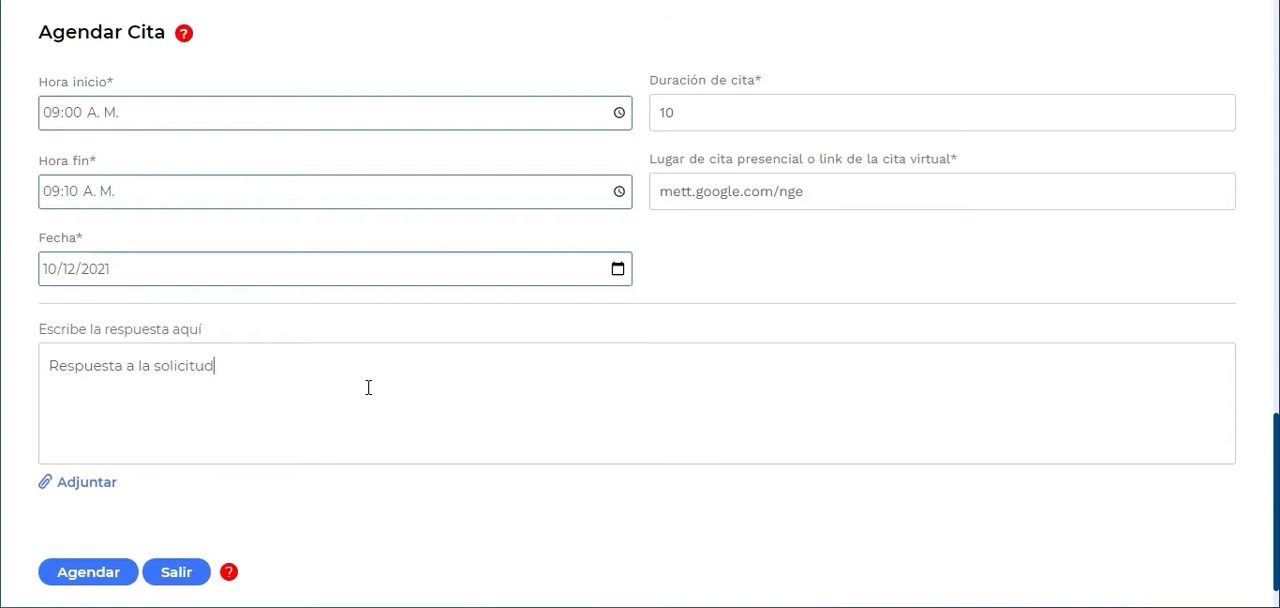 Agendar Cita ?
Hora inicio*
09:00 A. M.
Duración de cita*
10
Hora fin*
09:10 A. M.
Lugar de cita presencial o link de la cita virtual*
mett.google.com/nge
Fecha*
10/12/2021
Escribe la respuesta aquí
Respuesta a la solicitud
Adjuntar
Agendar Salir ?